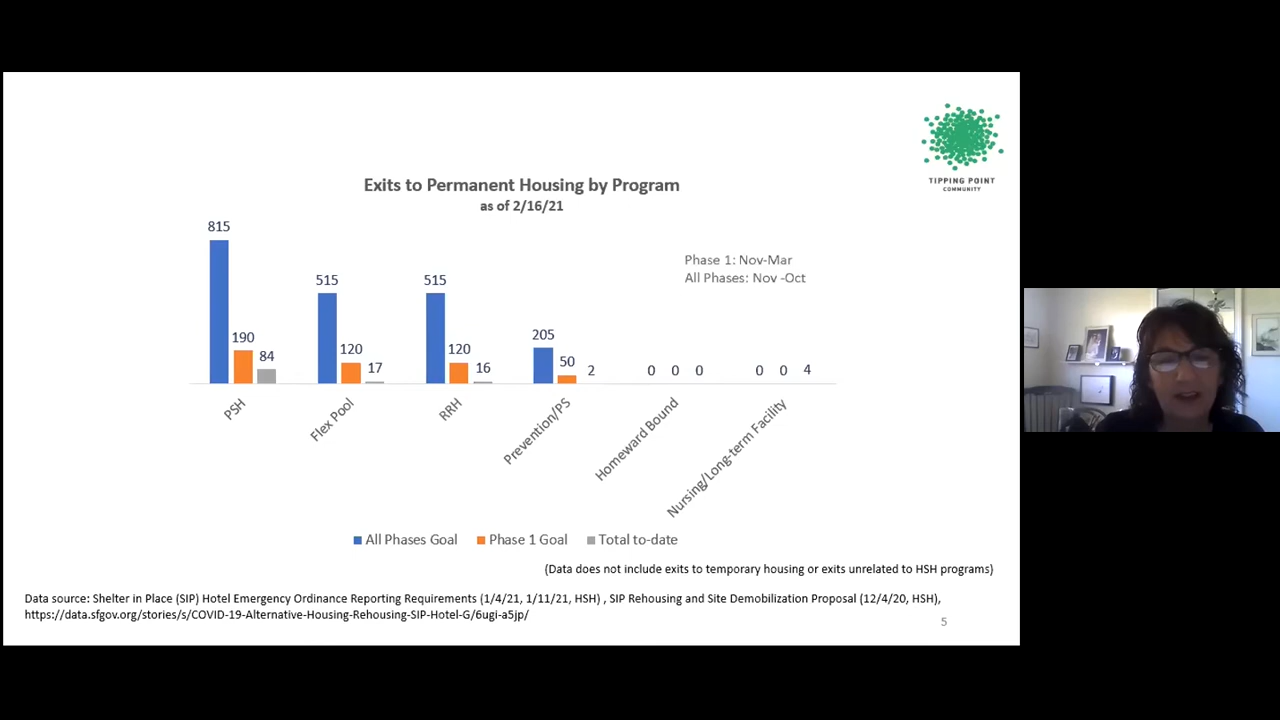 TIPPING POINT
COMMUNITY
Exits to Permanent Housing by Program
as of 2/16/21
Phase 1: Nov-Mar
All Phases: Nov -Oct
815
190
84
515
120
17
515
120
16
205
50
2
0
0
0
0
0
4
PSH
Flex Pool
RRH
Prevention/PS
Homeward Bound
Nursing/Long-term Facility
All Phases Goal
Phase 1 Goal
Total to-date
(Data does not include exits to temporary housing or exits unrelated to HSH programs)
Data source: Shelter in Place (SIP) Hotel Emergency Ordinance Reporting Requirements (1/4/21, 1/11/21, HSH) , SIP Rehousing and Site Demobilization Proposal (12/4/20, HSH),
https://data.sfgov.org/stories/s/COVID-19-Alternative-Housing-Rehousing-SIP-Hotel-G/6ugi-a5jp/
5